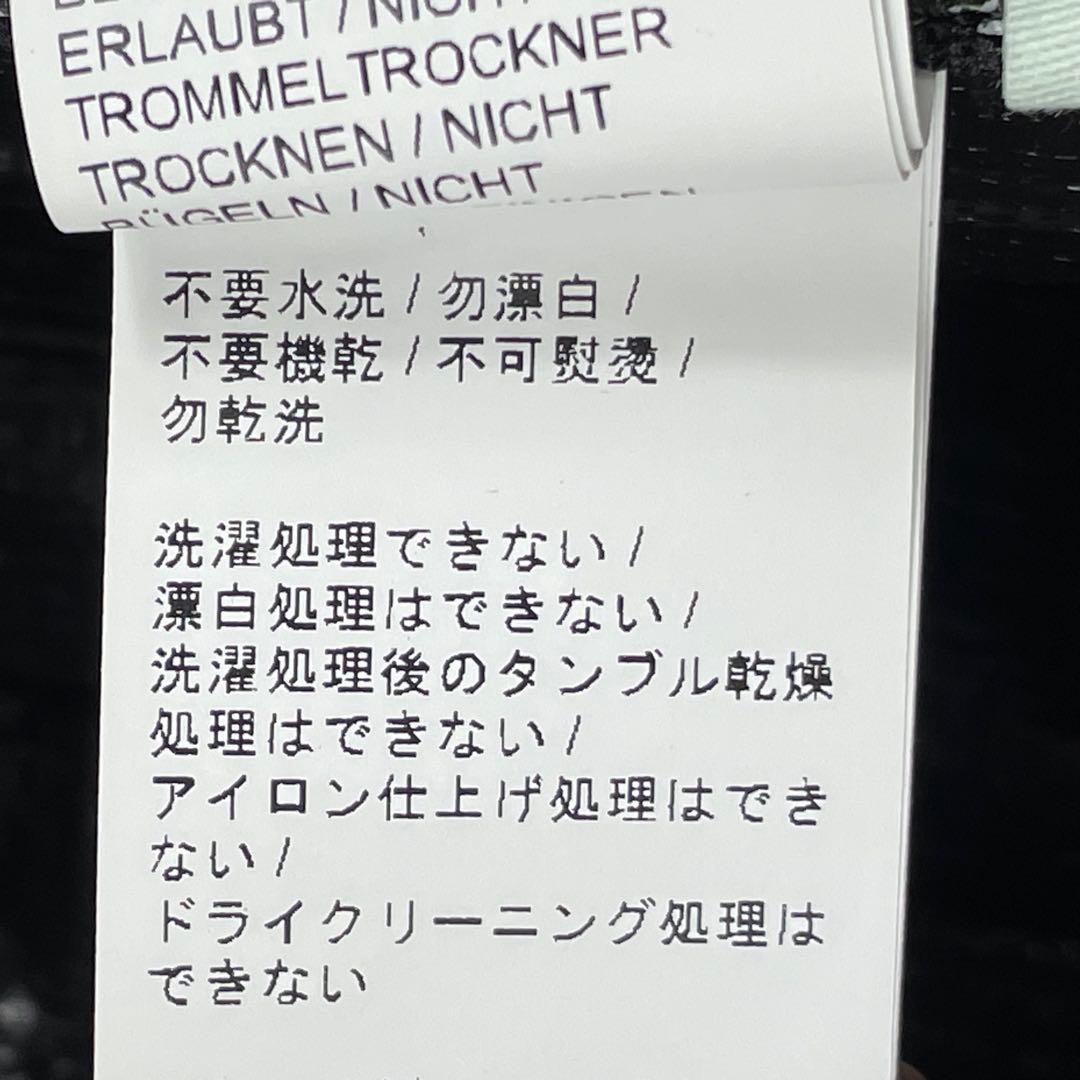 ERLAUBT / NICHT
TROMMELTROCKNER
TROCKNEN / NICHT
BÜGELN / NICHT
不要水洗 / 勿漂白 /
不要機乾 / 不可熨燙 /
勿乾洗
洗濯処理できない /
漂白処理はできない /
洗濯処理後のタンブル乾燥
処理はできない /
アイロン仕上げ処理はでき
ない /
ドライクリーニング処理は
できない